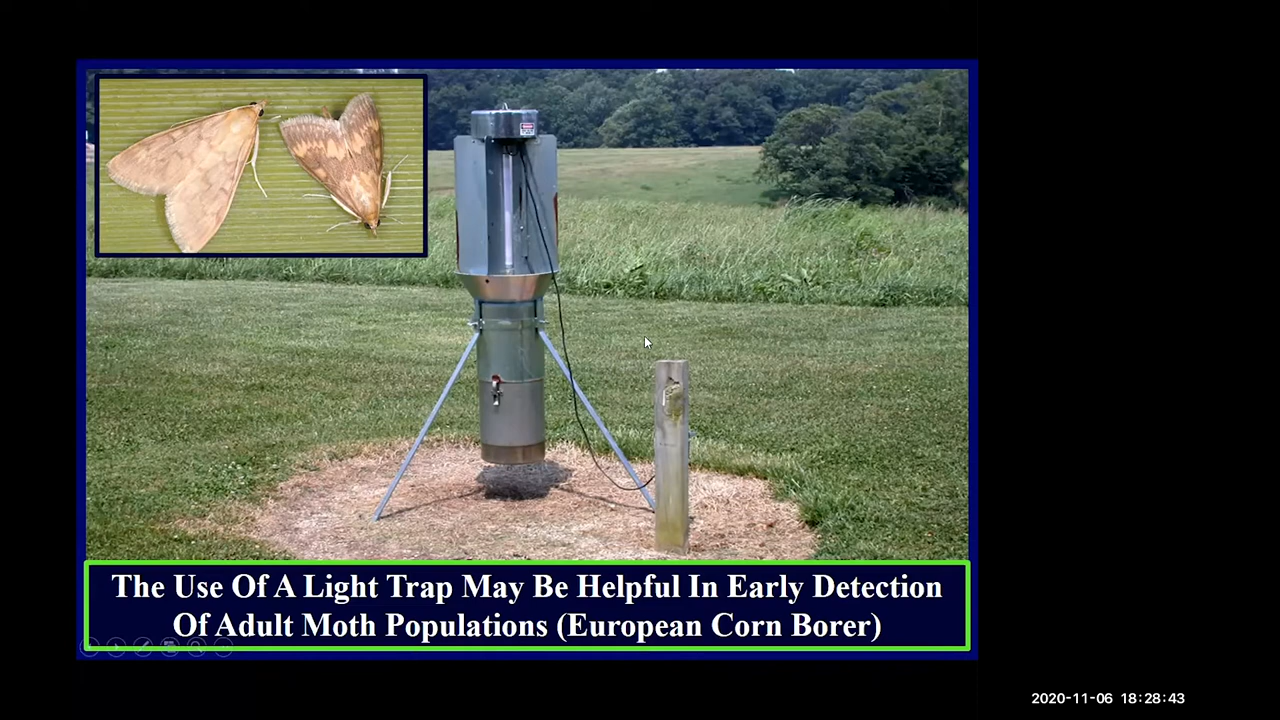 The Use Of A Light Trap May Be Helpful In Early Detection
Of Adult Moth Populations (European Corn Borer)
2020-11-06 18:28:43